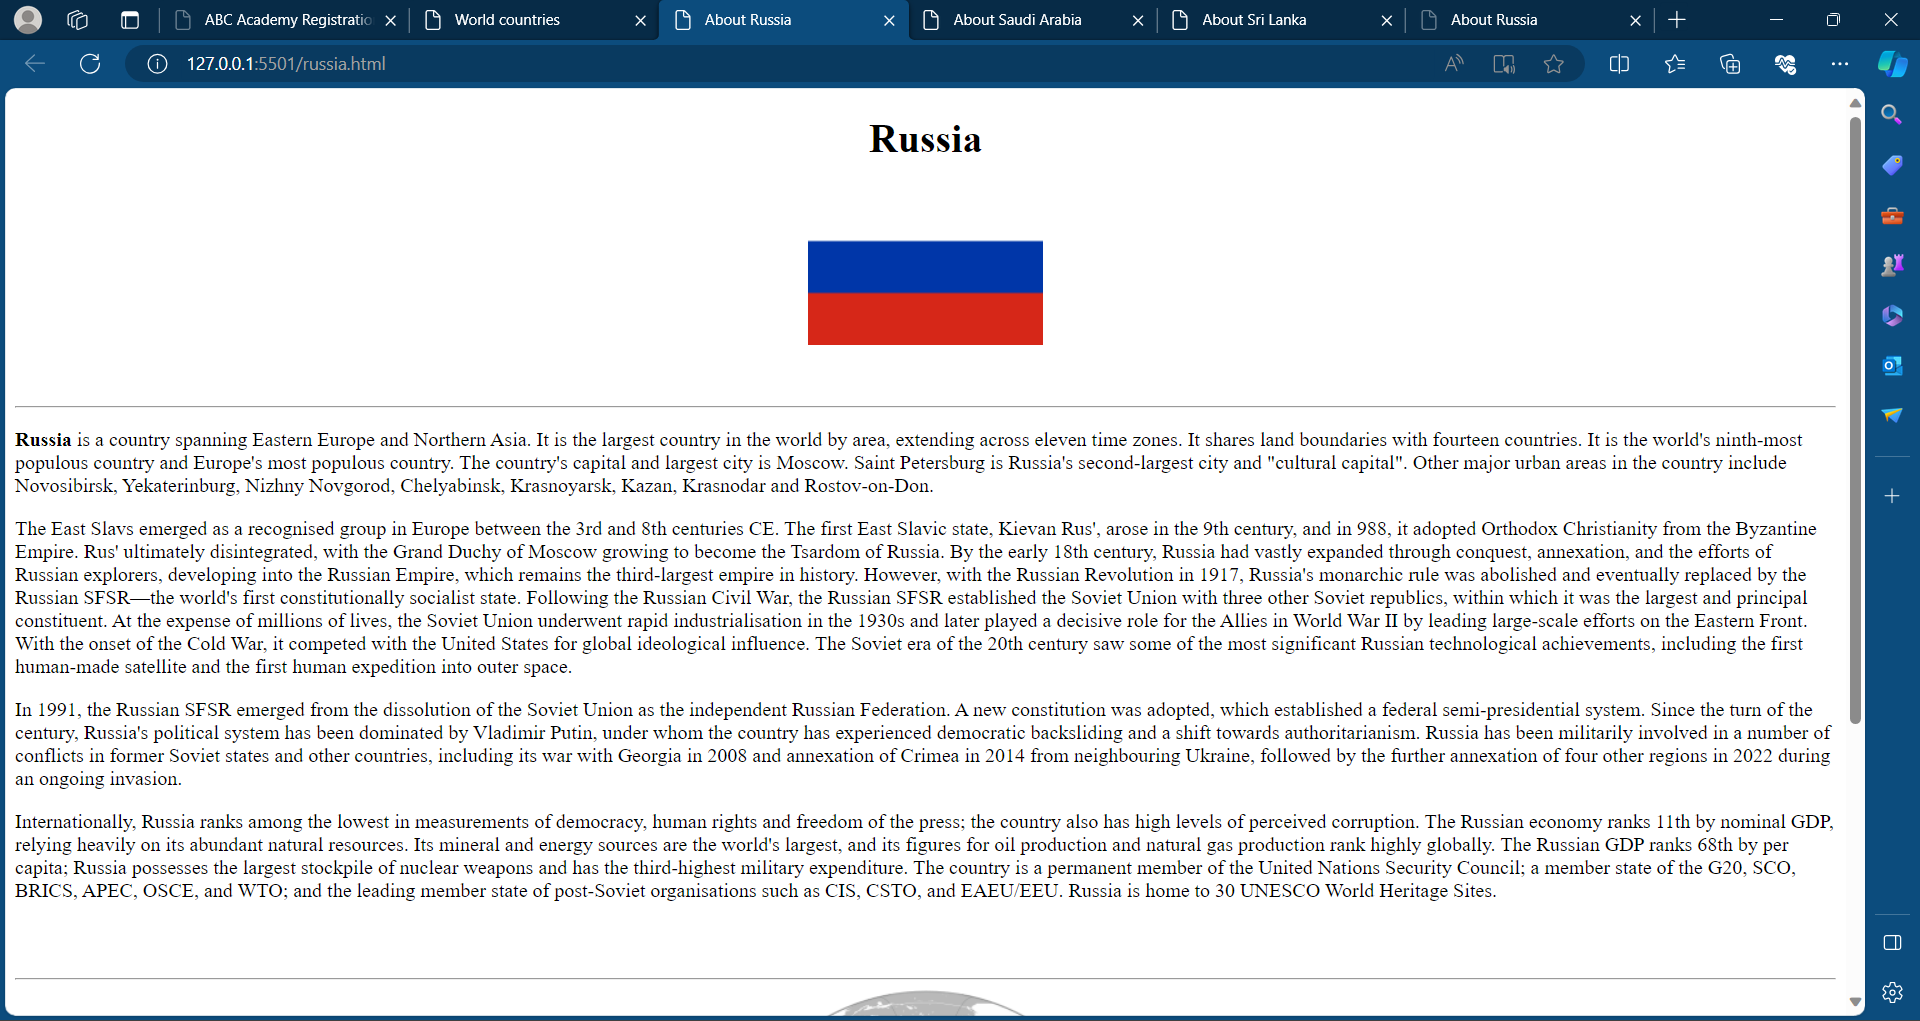 ABC Academy Registratio
World countries
About Russia
About Saudi Arabia
About Sri Lanka
About Russia
127.0.0.1:5501/russia.html
Russia
Russia is a country spanning Eastern Europe and Northern Asia. It is the largest country in the world by area, extending across eleven time zones. It shares land boundaries with fourteen countries. It is the world's ninth-most
populous country and Europe's most populous country. The country's capital and largest city is Moscow. Saint Petersburg is Russia's second-largest city and "cultural capital". Other major urban areas in the country include
Novosibirsk, Yekaterinburg, Nizhny Novgorod, Chelyabinsk, Krasnoyarsk, Kazan, Krasnodar and Rostov-on-Don.
The East Slavs emerged as a recognised group in Europe between the 3rd and 8th centuries CE. The first East Slavic state, Kievan Rus', arose in the 9th century, and in 988, it adopted Orthodox Christianity from the Byzantine
Empire. Rus' ultimately disintegrated, with the Grand Duchy of Moscow growing to become the Tsardom of Russia. By the early 18th century, Russia had vastly expanded through conquest, annexation, and the efforts of
Russian explorers, developing into the Russian Empire, which remains the third-largest empire in history. However, with the Russian Revolution in 1917, Russia's monarchic rule was abolished and eventually replaced by the
Russian SFSR—the world's first constitutionally socialist state. Following the Russian Civil War, the Russian SFSR established the Soviet Union with three other Soviet republics, within which it was the largest and principal
constituent. At the expense of millions of lives, the Soviet Union underwent rapid industrialisation in the 1930s and later played a decisive role for the Allies in World War II by leading large-scale efforts on the Eastern Front.
With the onset of the Cold War, it competed with the United States for global ideological influence. The Soviet era of the 20th century saw some of the most significant Russian technological achievements, including the first
human-made satellite and the first human expedition into outer space.
In 1991, the Russian SFSR emerged from the dissolution of the Soviet Union as the independent Russian Federation. A new constitution was adopted, which established a federal semi-presidential system. Since the turn of the
century, Russia's political system has been dominated by Vladimir Putin, under whom the country has experienced democratic backsliding and a shift towards authoritarianism. Russia has been militarily involved in a number of
conflicts in former Soviet states and other countries, including its war with Georgia in 2008 and annexation of Crimea in 2014 from neighbouring Ukraine, followed by the further annexation of four other regions in 2022 during
an ongoing invasion.
Internationally, Russia ranks among the lowest in measurements of democracy, human rights and freedom of the press; the country also has high levels of perceived corruption. The Russian economy ranks 11th by nominal GDP,
relying heavily on its abundant natural resources. Its mineral and energy sources are the world's largest, and its figures for oil production and natural gas production rank highly globally. The Russian GDP ranks 68th by per
capita; Russia possesses the largest stockpile of nuclear weapons and has the third-highest military expenditure. The country is a permanent member of the United Nations Security Council; a member state of the G20, SCO,
BRICS, APEC, OSCE, and WTO; and the leading member state of post-Soviet organisations such as CIS, CSTO, and EAEU/EEU. Russia is home to 30 UNESCO World Heritage Sites.